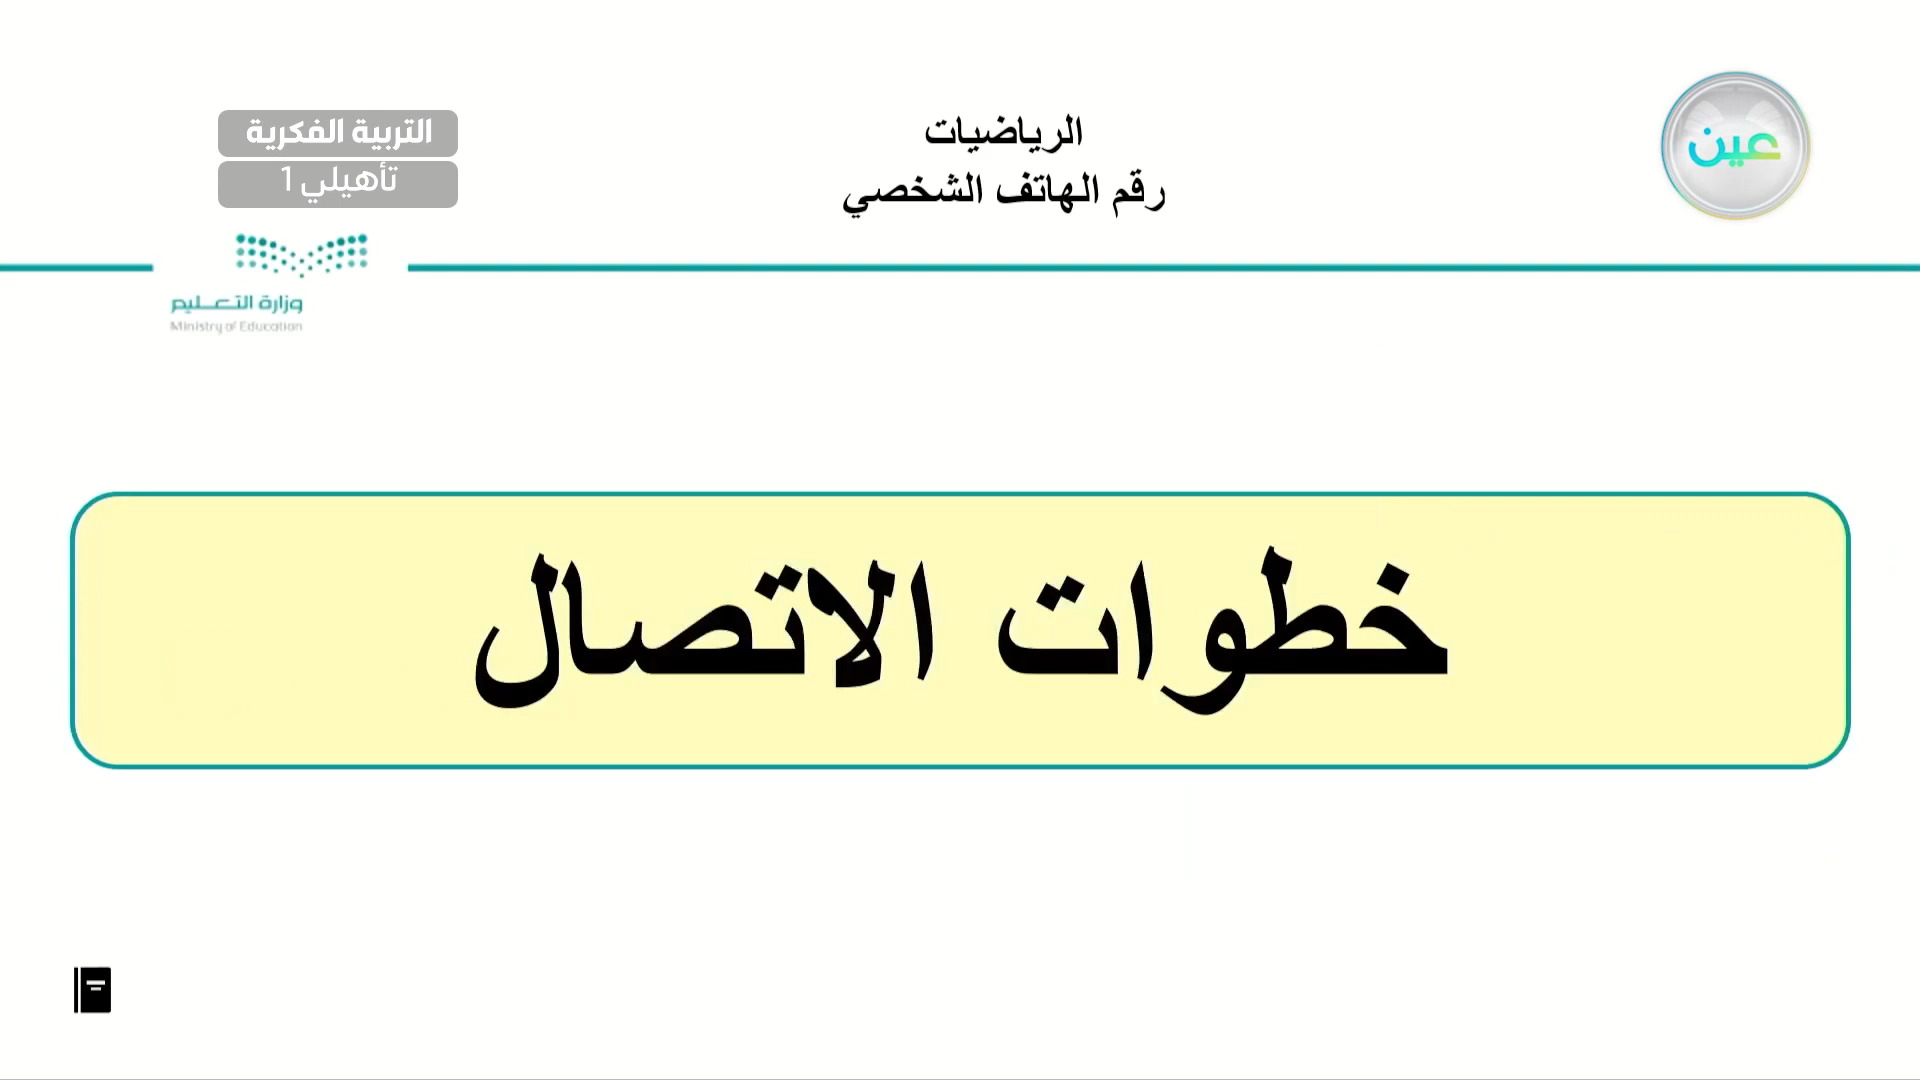 الرياضيات
رقم الهاتف الشخصي
عين
التربية الفكرية
تأهيلي 1
وزارة التعليم
Ministry of Education
خطوات الاتصال